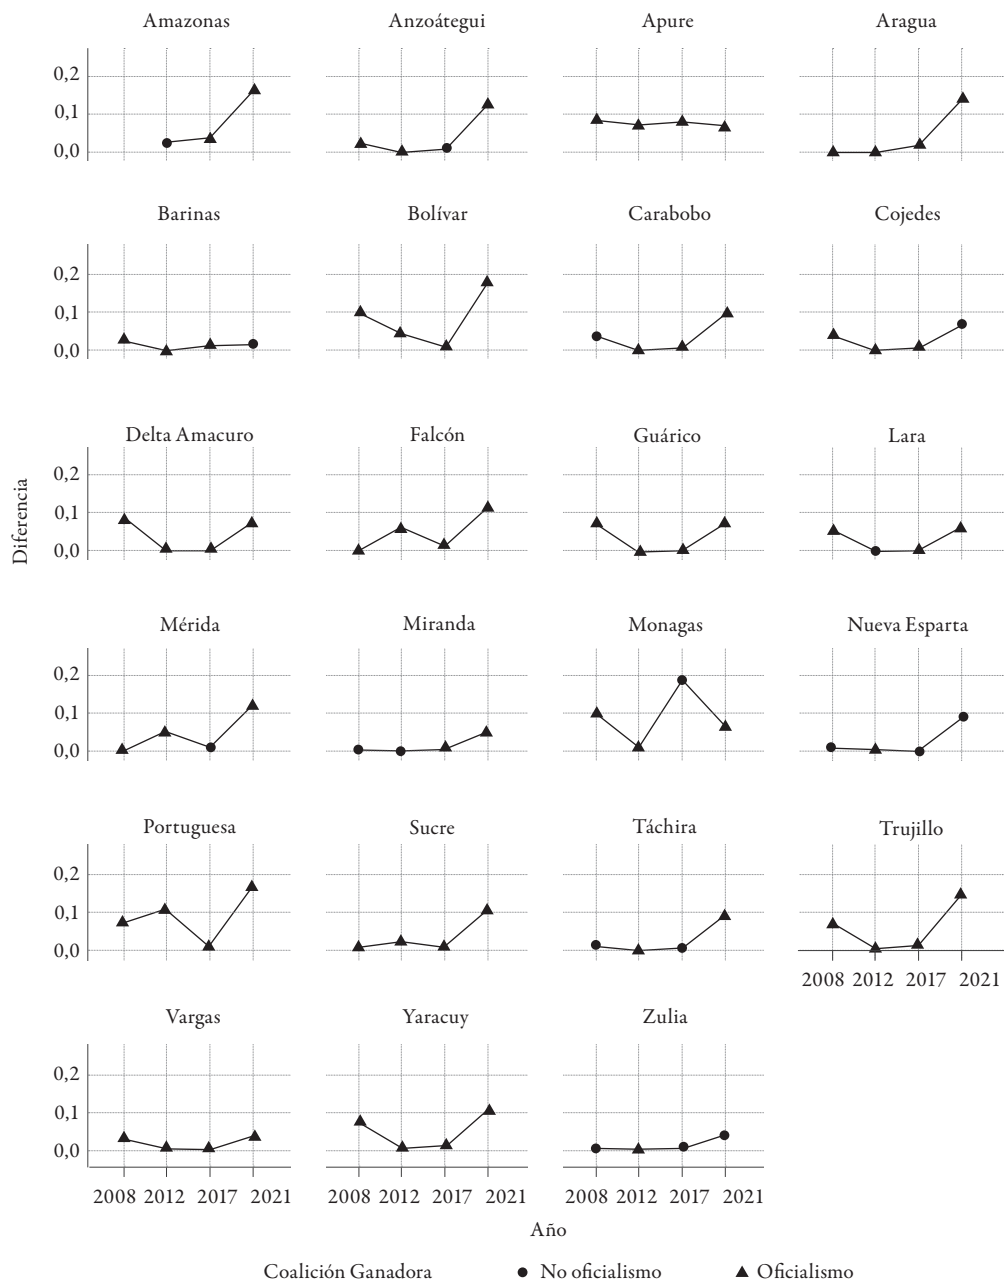 Amazonas Anzoátegui Apure Aragua
0,2
0,1
0,0
Barinas Bolívar Carabobo Cojedes
0,2
0,1
0,0
Delta Amacuro Falcón Guárico Lara
0,2
0,1
0,0
Diferencia
Mérida Miranda Monagas Nueva Esparta
0,2
0,1
0,0
Portuguesa Sucre Táchira Trujillo
0,2
0,1
0,0
2008 2012 2017 2021
Vargas Yaracuy Zulia
0,2
0,1
0,0
2008 2012 2017 2021 2008 2012 2017 2021 2008 2012 2017 2021
Año
Coalición Ganadora No oficialismo Oficialismo